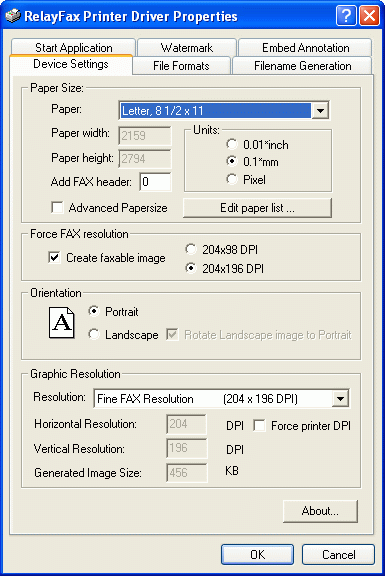 RelayFax Printer Driver Properties
Start Application Watermark Embed Annotation
Device Settings File Formats Filename Generation
Paper Size:
Paper: Letter, 8 1/2 x 11
Paper width: 2159
Units:
0.01*inch
Paper height: 2794
0.1*mm
Add FAX header: 0
Pixel
Advanced Papersize
Edit paper list ...
Force FAX resolution
Create faxable image
204x98 DPI
204x196 DPI
Orientation
A
Portrait
Landscape Rotate Landscape image to Portrait
Graphic Resolution
Resolution: Fine FAX Resolution (204 x 196 DPI)
Horizontal Resolution: 204 DPI Force printer DPI
Vertical Resolution: 196 DPI
Generated Image Size: 456 KB
About...
OK Cancel